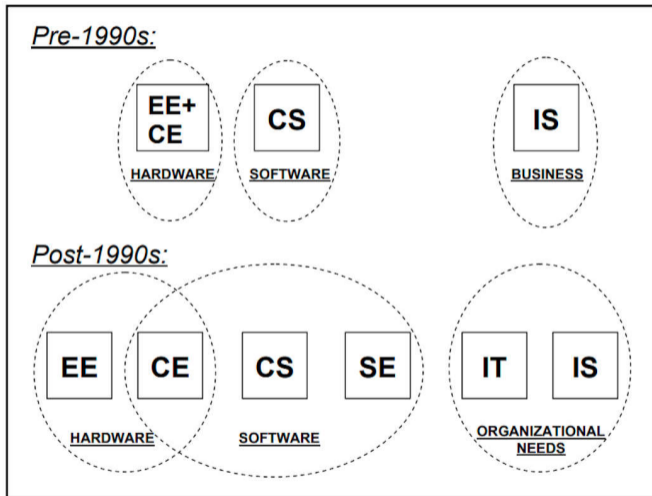 Pre-1990s:
EE+
CE
CS
IS
HARDWARE
SOFTWARE
BUSINESS
Post-1990s:
EE
CE
CS
SE
IT
IS
HARDWARE
SOFTWARE
ORGANIZATIONAL
NEEDS